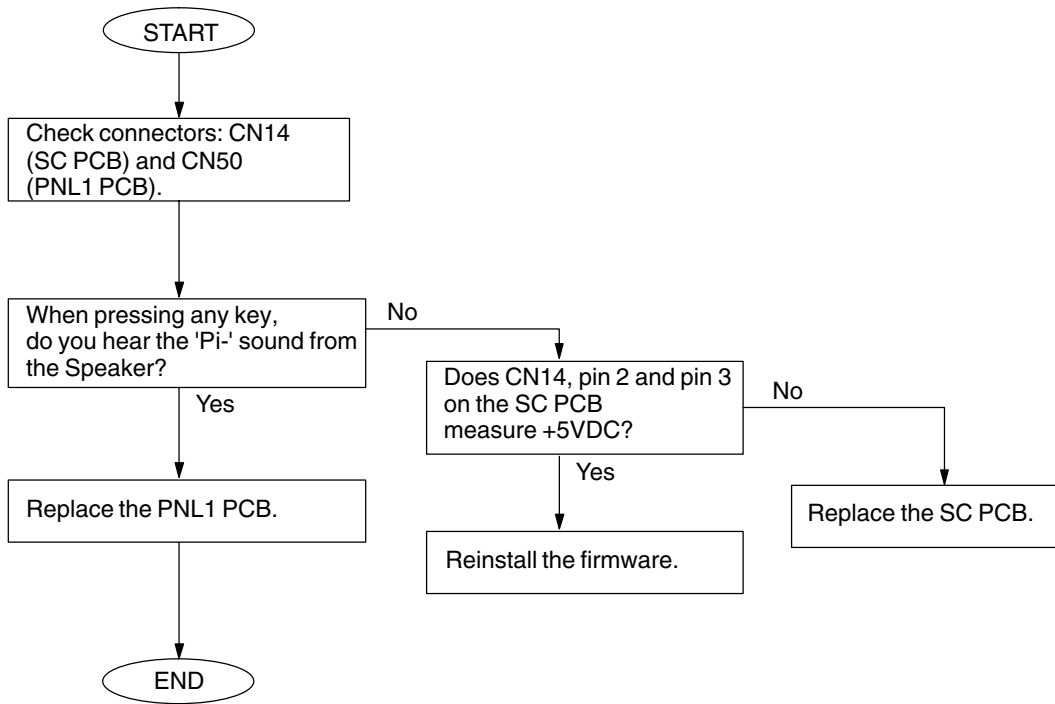 START
Check connectors: CN14
(SC PCB) and CN50
(PNL1 PCB).
When pressing any key,
do you hear the 'Pi-' sound from
the Speaker?
No
Yes
Does CN14, pin 2 and pin 3
on the SC PCB
measure +5VDC?
No
Yes
Replace the PNL1 PCB.
Reinstall the firmware.
Replace the SC PCB.
END